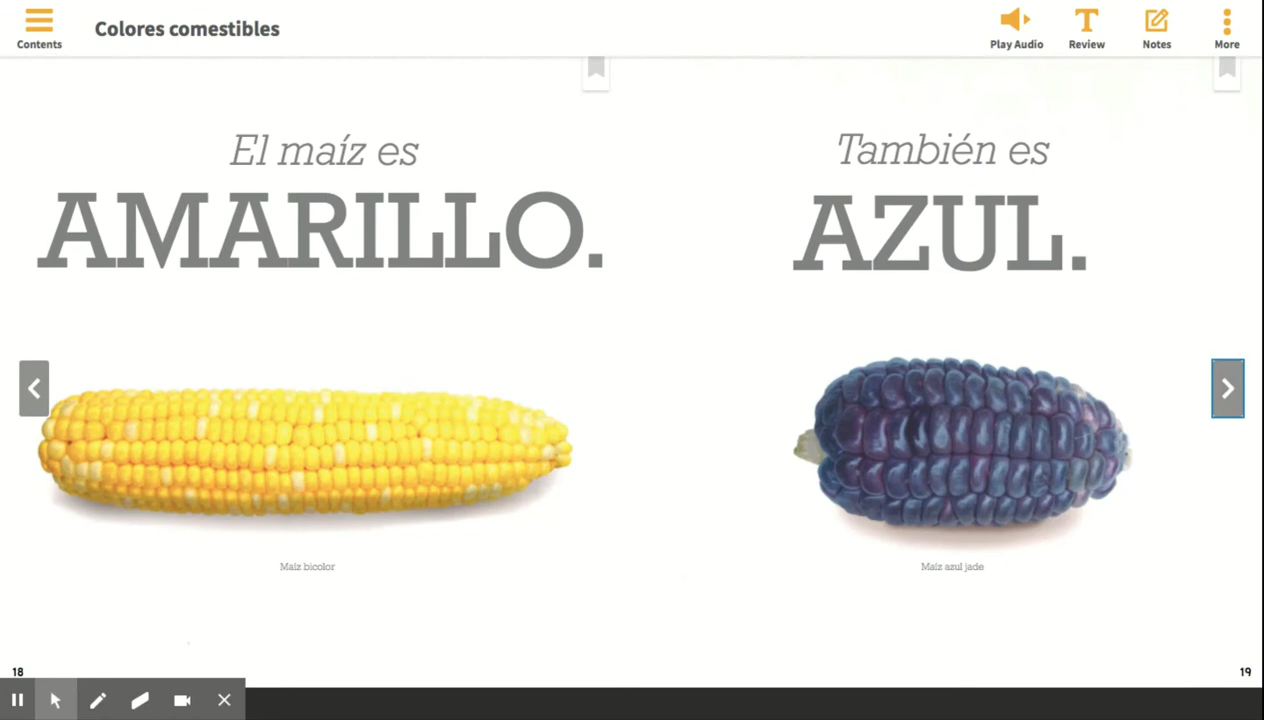 Contents
Colores comestibles
Play Audio
Review
Notes
More
El maíz es
AMARILLO.
Maíz bicolor
18
También es
AZUL.
Maíz azul jade
19